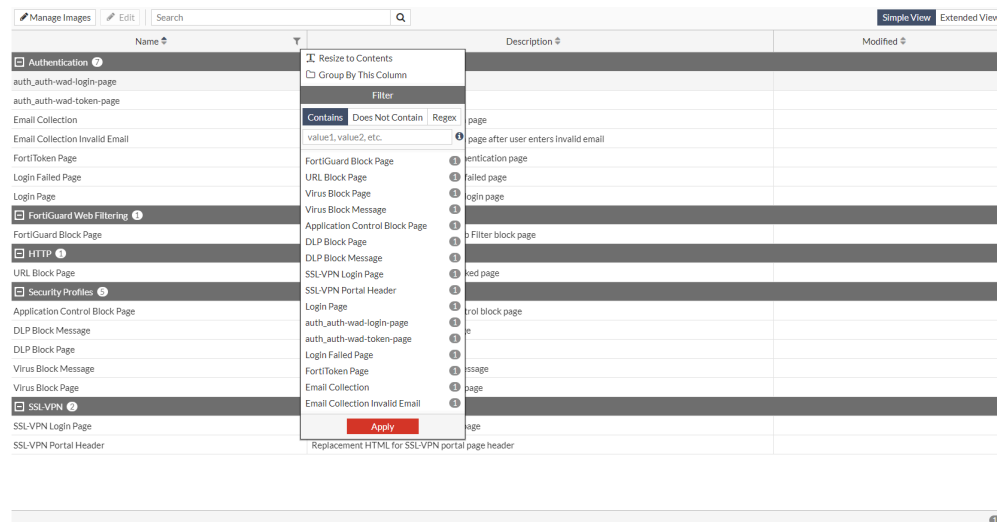 Manage Images Edit Search Simple View Extended View
Name Description Modified
Authentication 7
auth_auth-wad-login-page
auth_auth-wad-token-page
Email Collection page
Email Collection Invalid Email page after user enters invalid email
FortiToken Page entication page
Login Failed Page failed page
Login Page login page
FortiGuard Web Filtering 1
FortiGuard Block Page b Filter block page
HTTP 1
URL Block Page ked page
Security Profiles 5
Application Control Block Page trol block page
DLP Block Message
DLP Block Page
Virus Block Message essage
Virus Block Page page
SSL-VPN 2
SSL-VPN Login Page age
SSL-VPN Portal Header Replacement HTML for SSL-VPN portal page header
Resize to Contents
Group By This Column
Filter
Contains Does Not Contain Regex
value1, value2, etc.
FortiGuard Block Page 1
URL Block Page 1
Virus Block Page 1
Virus Block Message 1
Application Control Block Page 1
DLP Block Page 1
DLP Block Message 1
SSL-VPN Login Page 1
SSL-VPN Portal Header 1
Login Page 1
auth_auth-wad-login-page 1
auth_auth-wad-token-page 1
Login Failed Page 1
FortiToken Page 1
Email Collection 1
Email Collection Invalid Email 1
Apply